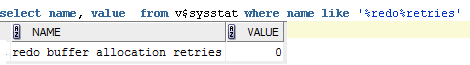 select name, value  from v$sysstat where name like '%redo%retries'
NAME VALUE
redo buffer allocation retries 0